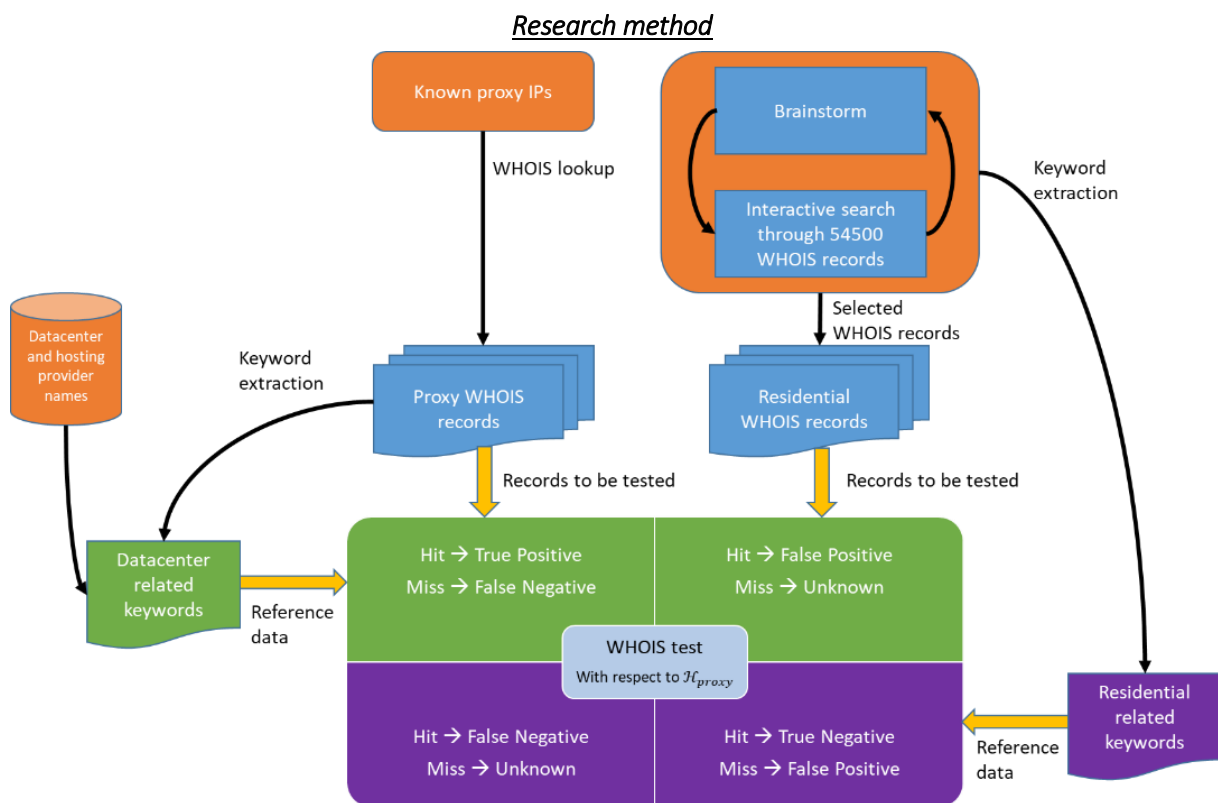 Research method
Known proxy IPs
Brainstorm
WHOIS lookup
Keyword
extraction
Interactive search
through 54500
WHOIS records
Selected
WHOIS records
Datacenter
and hosting
provider
names
Keyword
extraction
Proxy WHOIS
records
Residential
WHOIS records
Records to be tested
Records to be tested
Datacenter
related
keywords
Reference
data
Hit → True Positive
Miss → False Negative
Hit → False Positive
Miss → Unknown
WHOIS test
With respect to ℋproxy
Hit → False Negative
Miss → Unknown
Hit → True Negative
Miss → False Positive
Reference
data
Residential
related
keywords